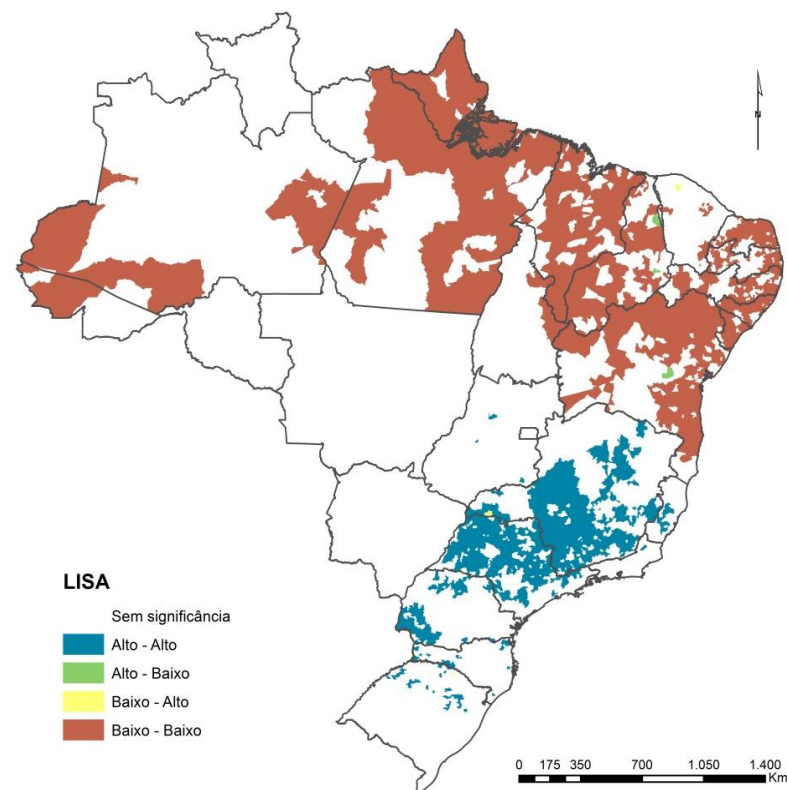 N
LISA
Sem significância
Alto - Alto
Alto - Baixo
Baixo - Alto
Baixo - Baixo
0 175 350 700 1.050 1.400
Km